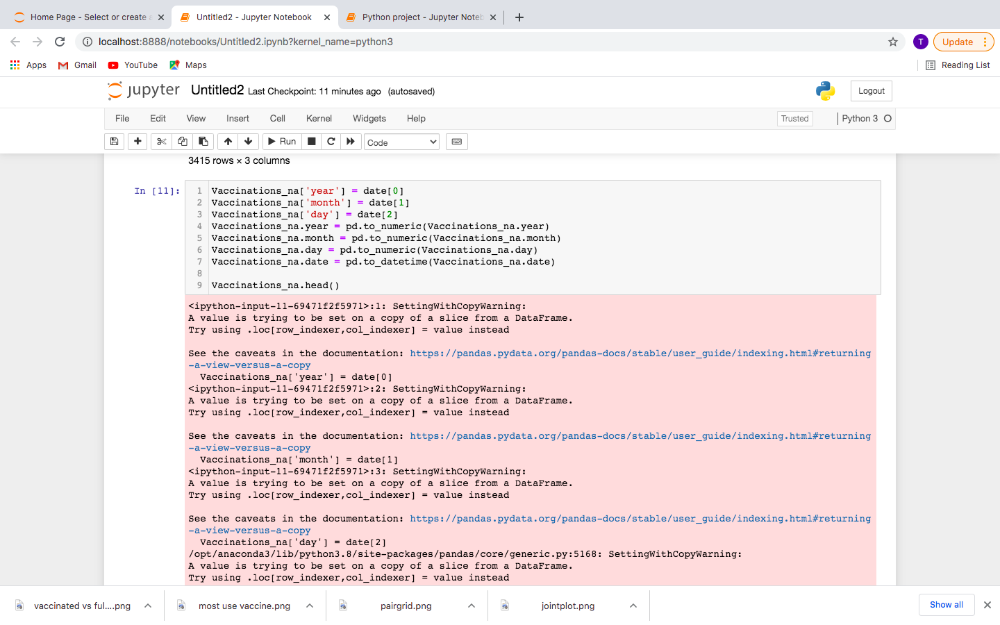 Home Page - Select or create a
Untitled2 - Jupyter Notebook
Python project - Jupyter Noteb
localhost:8888/notebooks/Untitled2.ipynb?kernel_name=python3
T
Update
Apps
Gmail
YouTube
Maps
Reading List
jupyter
Untitled2 Last Checkpoint: 11 minutes ago (autosaved)
Logout
File
Edit
View
Insert
Cell
Kernel
Widgets
Help
Trusted
Python 3
Run
Code
3415 rows × 3 columns
In [11]:
1 Vaccinations_na['year'] = date[0]
2 Vaccinations_na['month'] = date[1]
3 Vaccinations_na['day'] = date[2]
4 Vaccinations_na.year = pd.to_numeric(Vaccinations_na.year)
5 Vaccinations_na.month = pd.to_numeric(Vaccinations_na.month)
6 Vaccinations_na.day = pd.to_numeric(Vaccinations_na.day)
7 Vaccinations_na.date = pd.to_datetime(Vaccinations_na.date)
8
9 Vaccinations_na.head()
<ipython-input-11-69471f2f5971>:1: SettingWithCopyWarning:
A value is trying to be set on a copy of a slice from a DataFrame.
Try using .loc[row_indexer,col_indexer] = value instead
See the caveats in the documentation: https://pandas.pydata.org/pandas-docs/stable/user_guide/indexing.html#returning
-a-view-versus-a-copy
Vaccinations_na['year'] = date[0]
<ipython-input-11-69471f2f5971>:2: SettingWithCopyWarning:
A value is trying to be set on a copy of a slice from a DataFrame.
Try using .loc[row_indexer,col_indexer] = value instead
See the caveats in the documentation: https://pandas.pydata.org/pandas-docs/stable/user_guide/indexing.html#returning
-a-view-versus-a-copy
Vaccinations_na['month'] = date[1]
<ipython-input-11-69471f2f5971>:3: SettingWithCopyWarning:
A value is trying to be set on a copy of a slice from a DataFrame.
Try using .loc[row_indexer,col_indexer] = value instead
See the caveats in the documentation: https://pandas.pydata.org/pandas-docs/stable/user_guide/indexing.html#returning
-a-view-versus-a-copy
Vaccinations_na['day'] = date[2]
/opt/anaconda3/lib/python3.8/site-packages/pandas/core/generic.py:5168: SettingWithCopyWarning:
A value is trying to be set on a copy of a slice from a DataFrame.
Try using .loc[row_indexer,col_indexer] = value instead
vaccinated vs ful....png
most use vaccine.png
pairgrid.png
jointplot.png
Show all